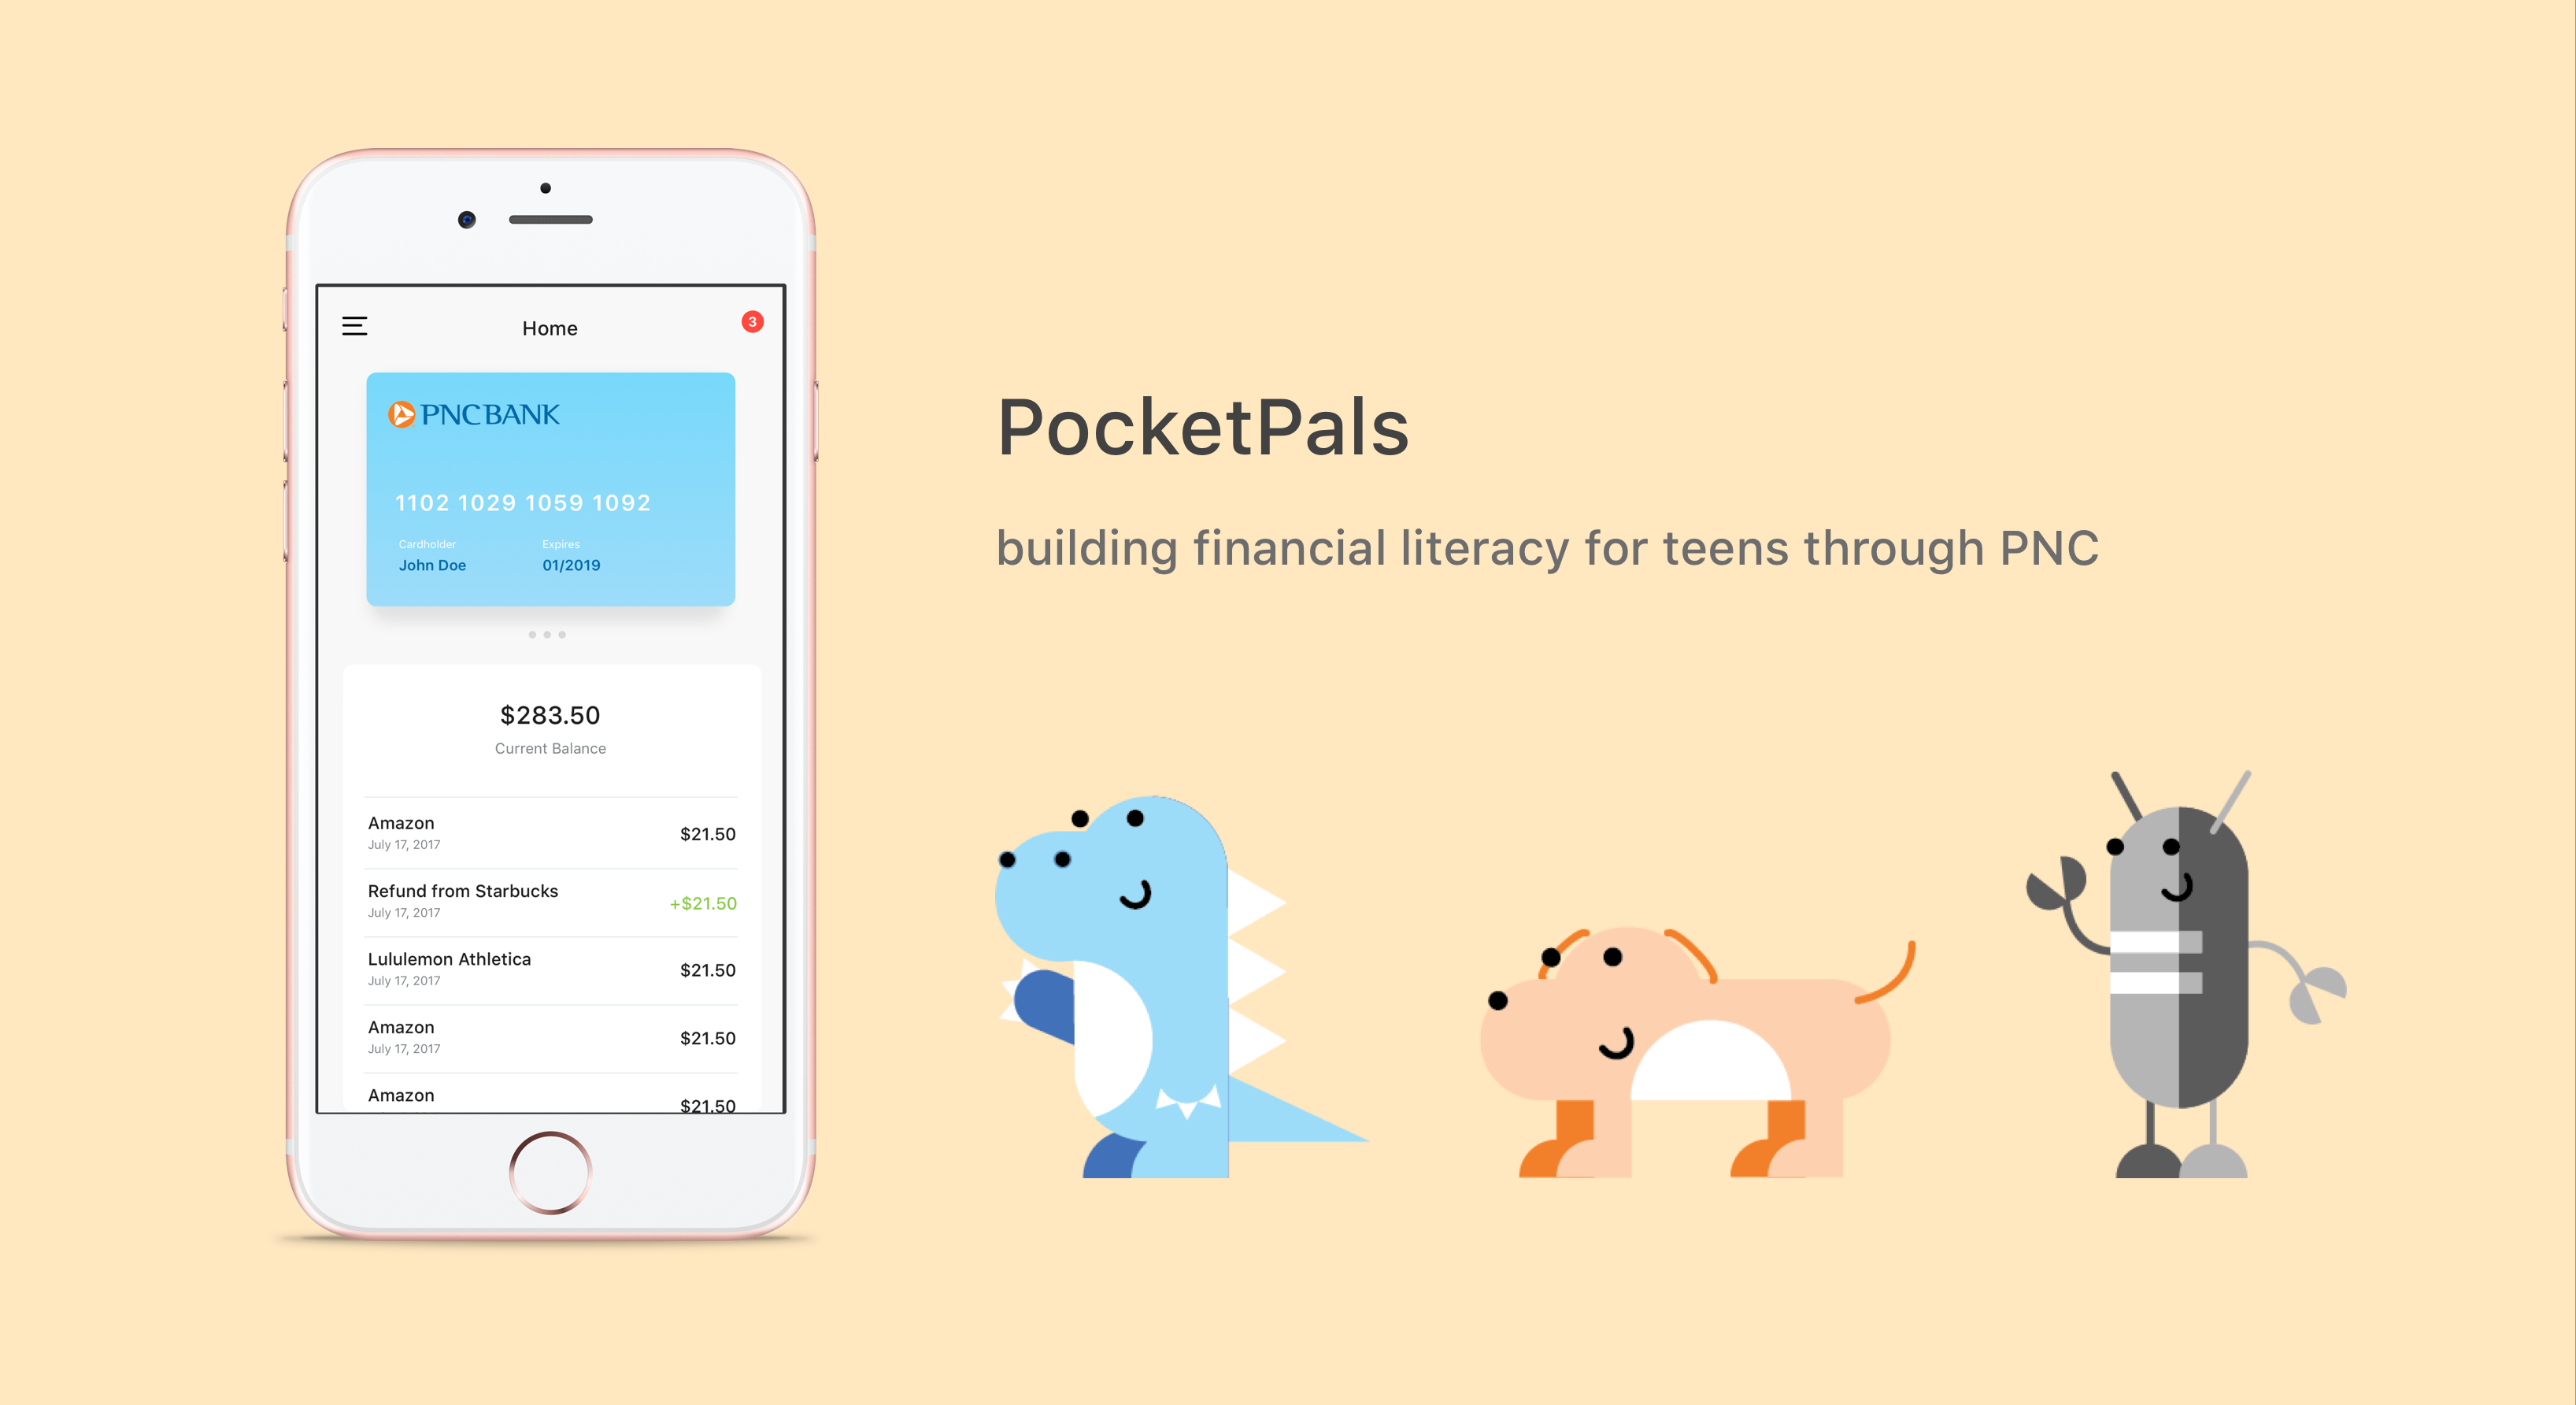 Home
3
PNC BANK
1102 1029 1059 1092
Cardholder Expires
John Doe 01/2019
$283.50
Current Balance
Amazon
July 17, 2017
$21.50
Refund from Starbucks
July 17, 2017
+$21.50
Lululemon Athletica
July 17, 2017
$21.50
Amazon
July 17, 2017
$21.50
Amazon
$21.50
PocketPals
building financial literacy for teens through PNC